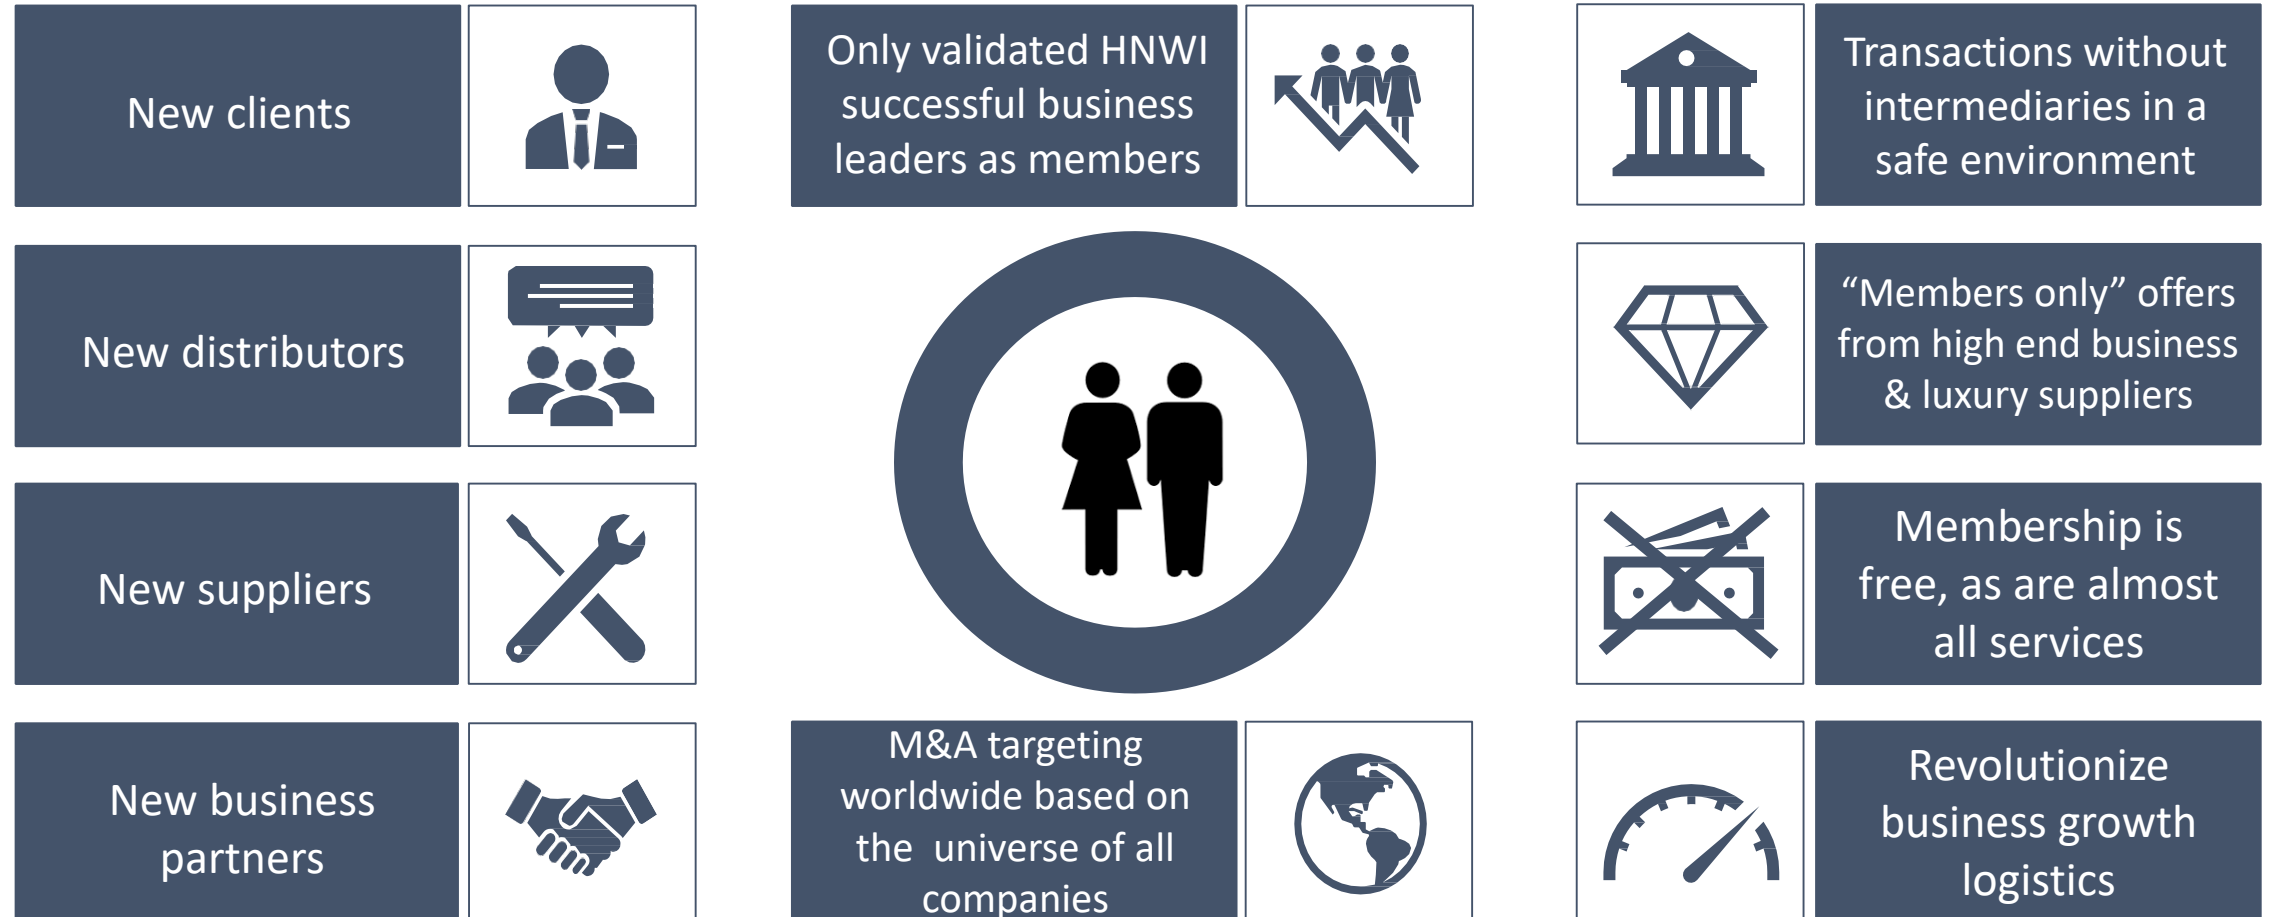 New clients
Only validated HNWI
successful business
leaders as members
Transactions without
intermediaries in a
safe environment
New distributors
“Members only” offers
from high end business
& luxury suppliers
New suppliers
Membership is
free, as are almost
all services
New business
partners
M&A targeting
worldwide based on
the  universe of all
companies
Revolutionize
business growth
logistics